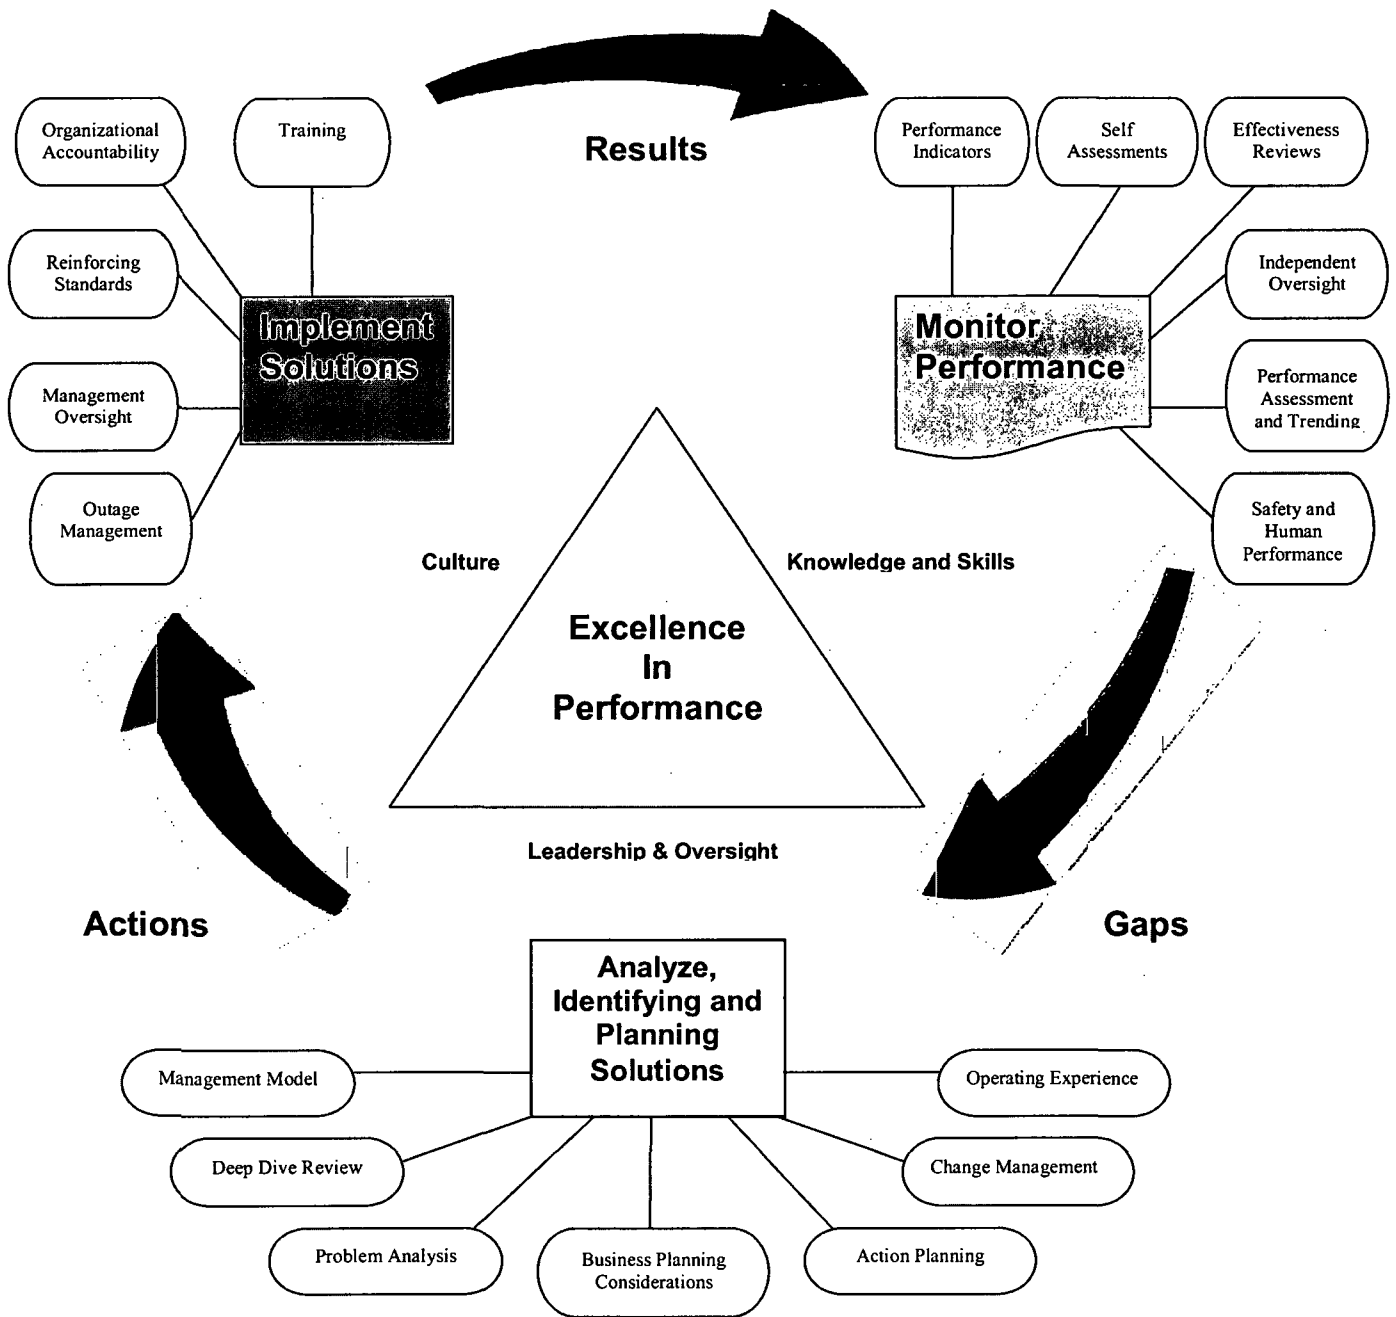 Results
Organizational
Accountability
Training
Reinforcing
Standards
Management
Oversight
Outage
Management
Implement
Solutions
Performance
Indicators
Self
Assessments
Effectiveness
Reviews
Independent
Oversight
Performance
Assessment
and Trending
Safety and
Human
Performance
Monitor
Performance
Culture
Knowledge and Skills
Excellence
In
Performance
Leadership & Oversight
Actions
Gaps
Analyze,
Identifying and
Planning
Solutions
Management Model
Deep Dive Review
Problem Analysis
Business Planning
Considerations
Action Planning
Change Management
Operating Experience